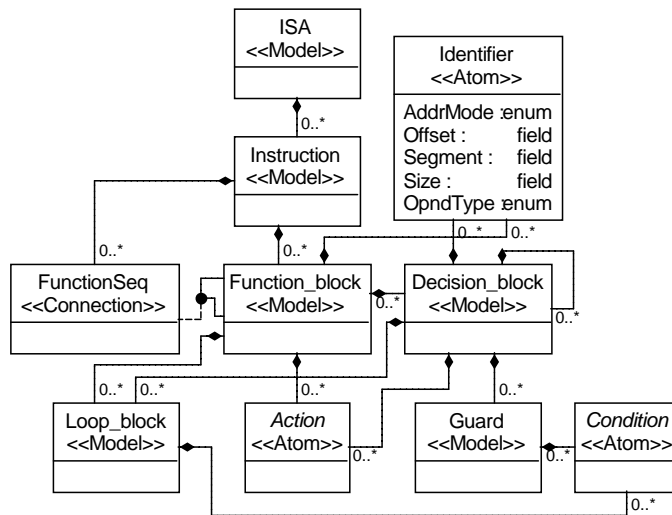 ISA
<<Model>>
Identifier
<<Atom>>
AddrMode :enum
Offset : field
Segment : field
Size : field
OpndType :enum
0..*
Instruction
<<Model>>
0..*
0..*
0..*
0..*
FunctionSeq
<<Connection>>
Function_block
<<Model>>
Decision_block
<<Model>>
0..*
0..*
0..*
0..*
0..*
0..*
Loop_block
<<Model>>
Action
<<Atom>>
Guard
<<Model>>
Condition
<<Atom>>
0..*
0..*
0..*